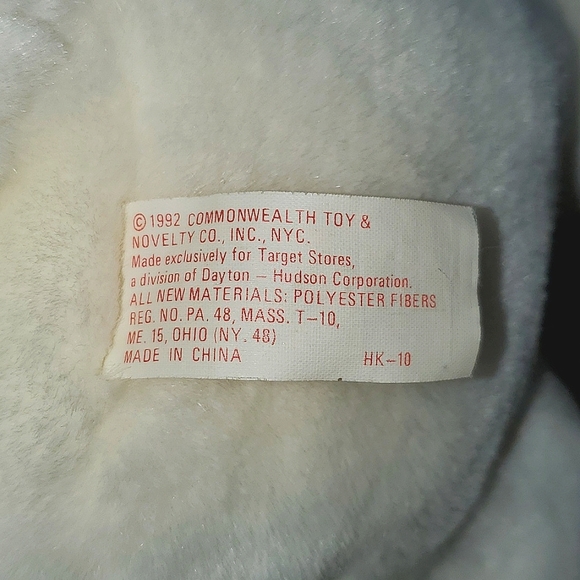 © 1992 COMMONWEALTH TOY &
NOVELTY CO., INC., NYC.
Made exclusively for Target Stores,
a division of Dayton – Hudson Corporation.
ALL NEW MATERIALS: POLYESTER FIBERS
REG. NO. PA. 48, MASS. T–10,
ME. 15, OHIO (NY. 48)
MADE IN CHINA HK–10